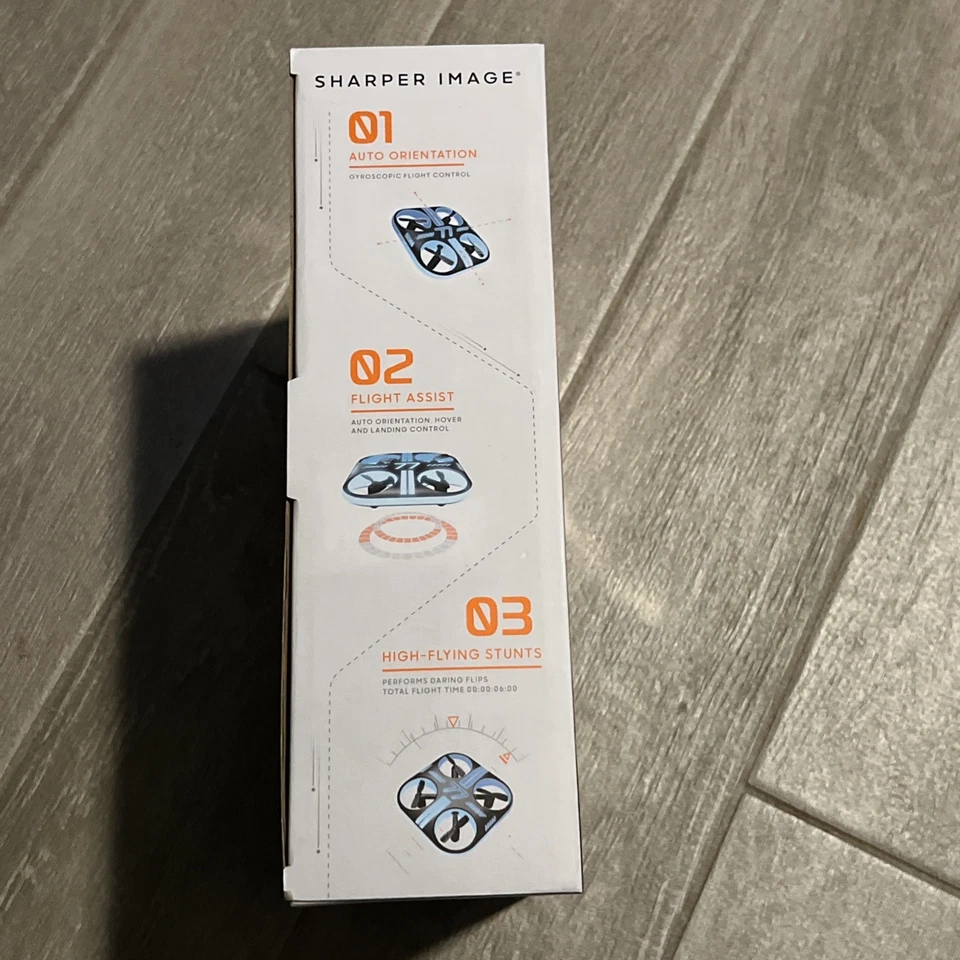 SHARPER IMAGE®
01
AUTO ORIENTATION
GYROSCOPIC FLIGHT CONTROL
02
FLIGHT ASSIST
AUTO ORIENTATION, HOVER
AND LANDING CONTROL
77
03
HIGH-FLYING STUNTS
PERFORMS DARING FLIPS
TOTAL FLIGHT TIME 00:00:06:00